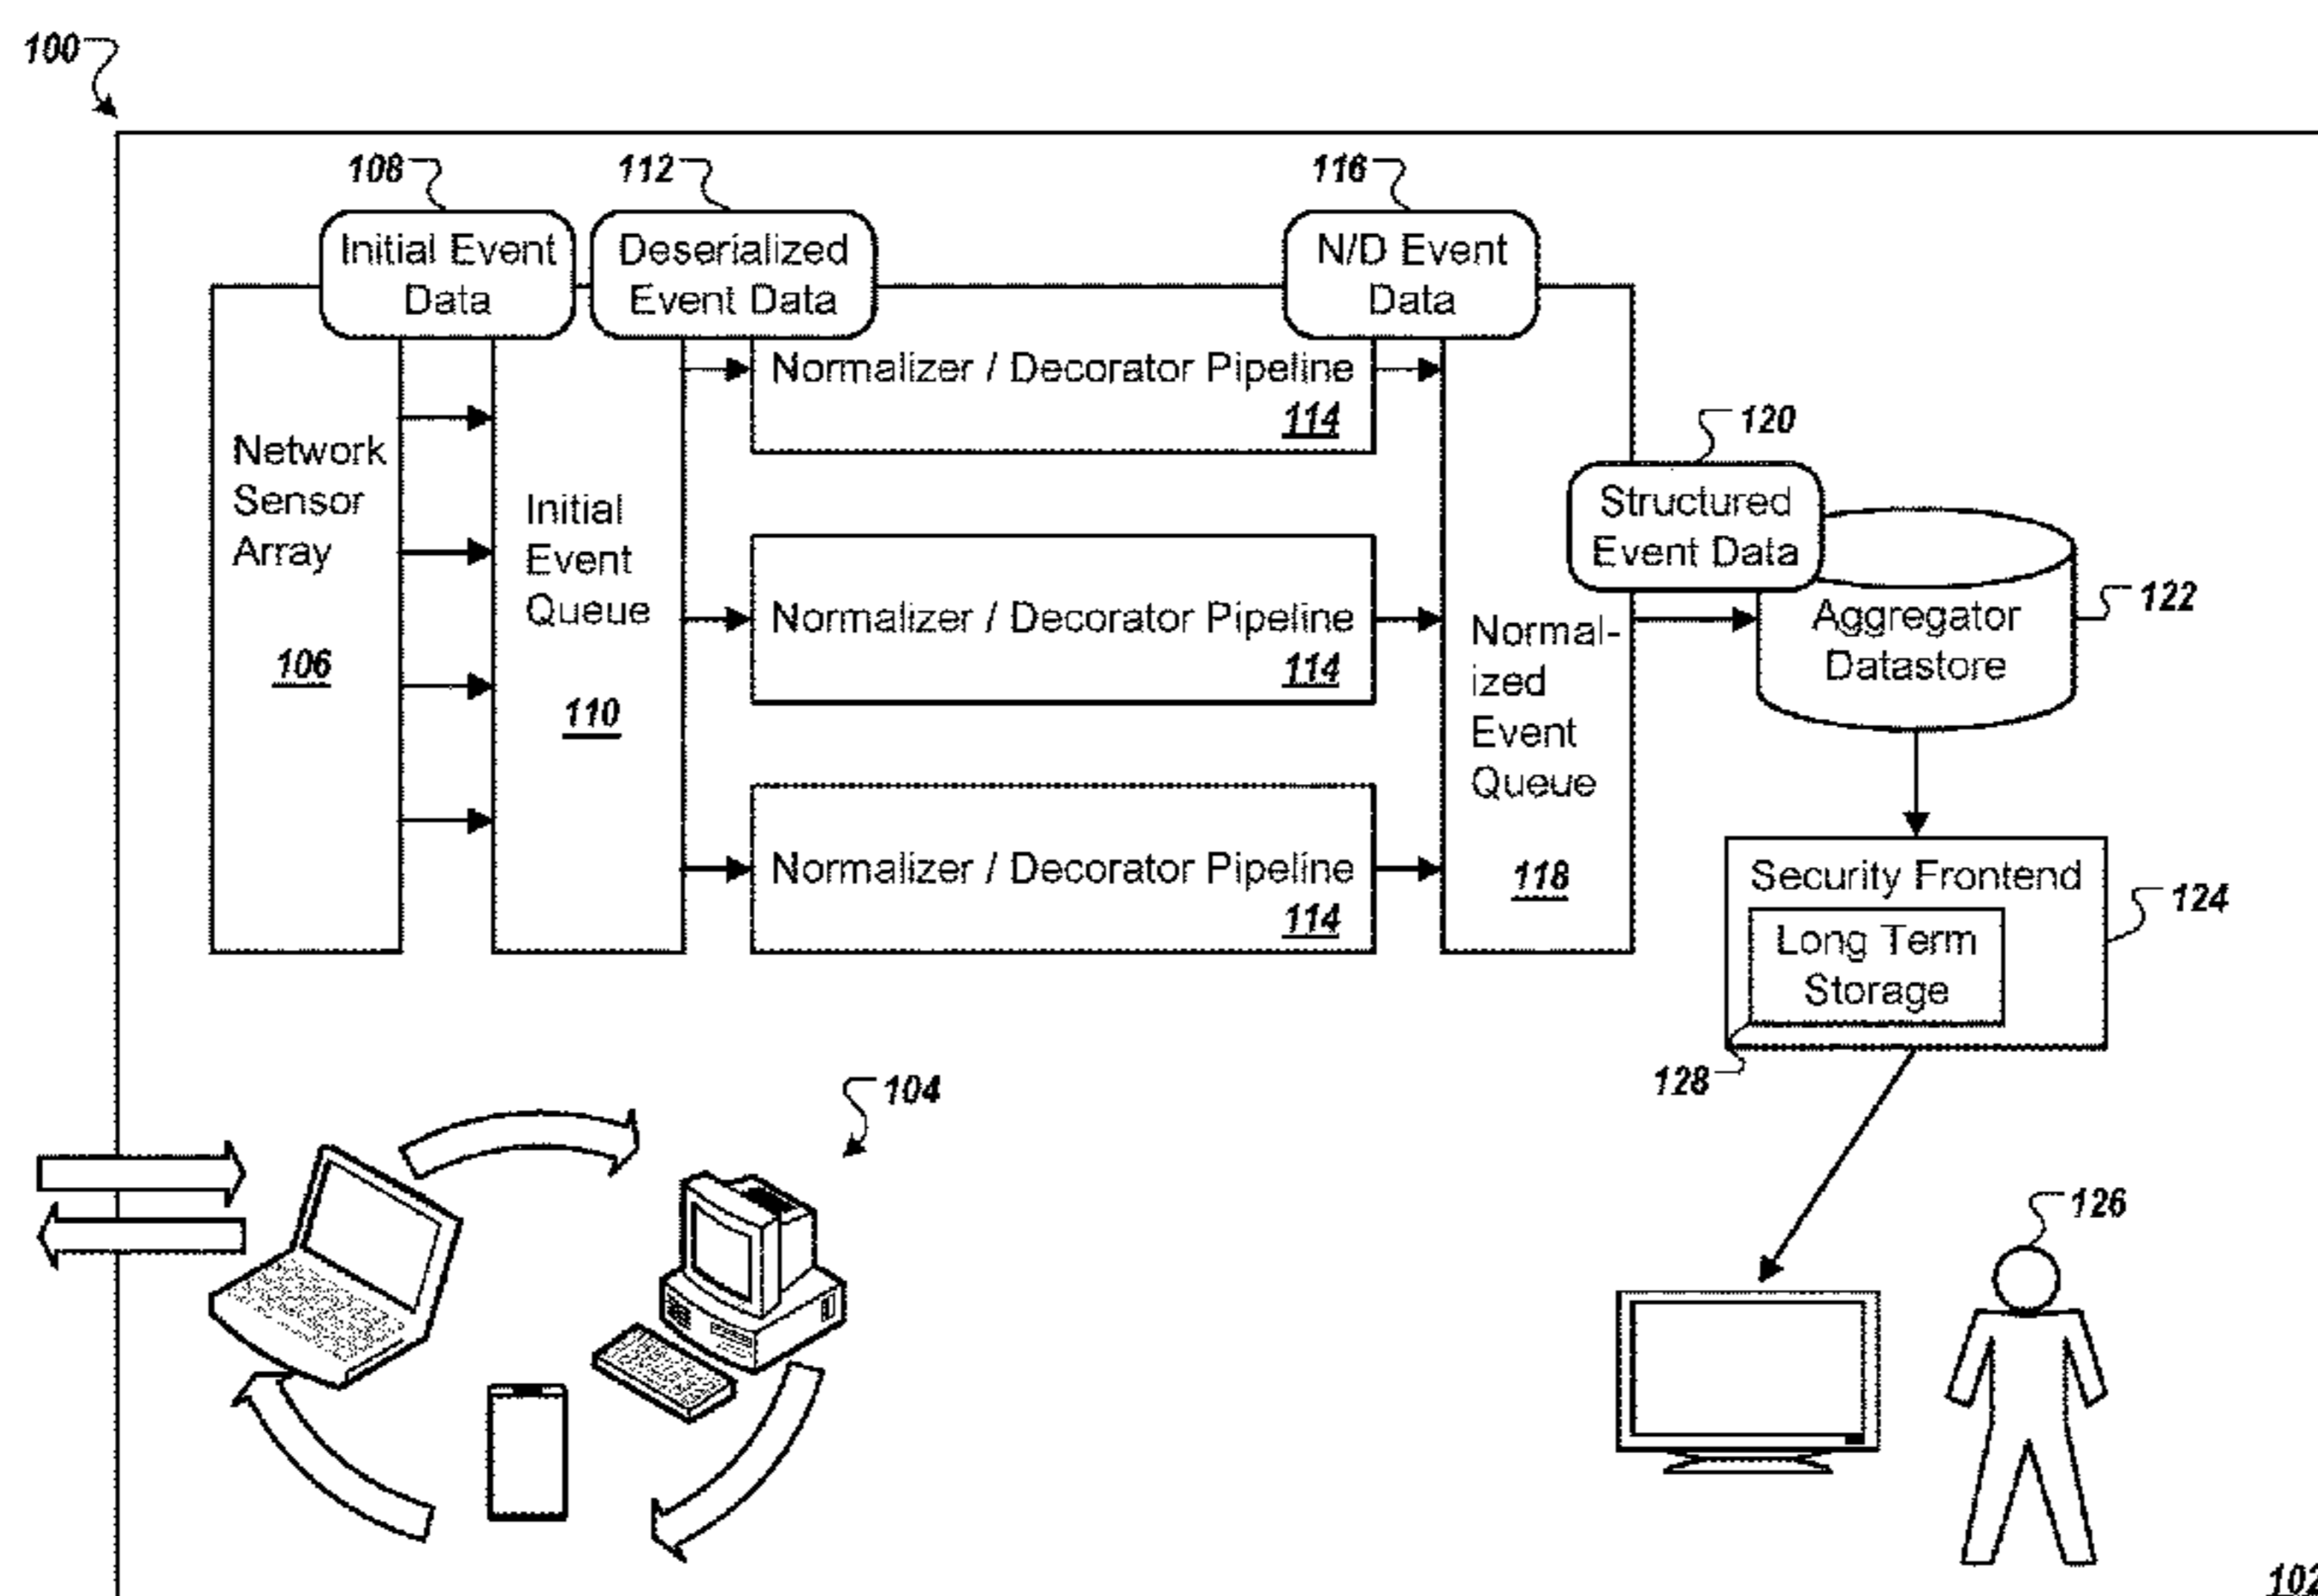 100
108
112
116
Initial Event
Data
Deserialized
Event Data
N/D Event
Data
Network
Sensor
Array
106
Initial
Event
Queue
110
Normalizer / Decorator Pipeline
114
Normalizer / Decorator Pipeline
114
Normalizer / Decorator Pipeline
114
Normal-
ized
Event
Queue
118
120
Structured
Event Data
Aggregator
Datastore
122
Security Frontend
124
Long Term
Storage
128
104
126
102